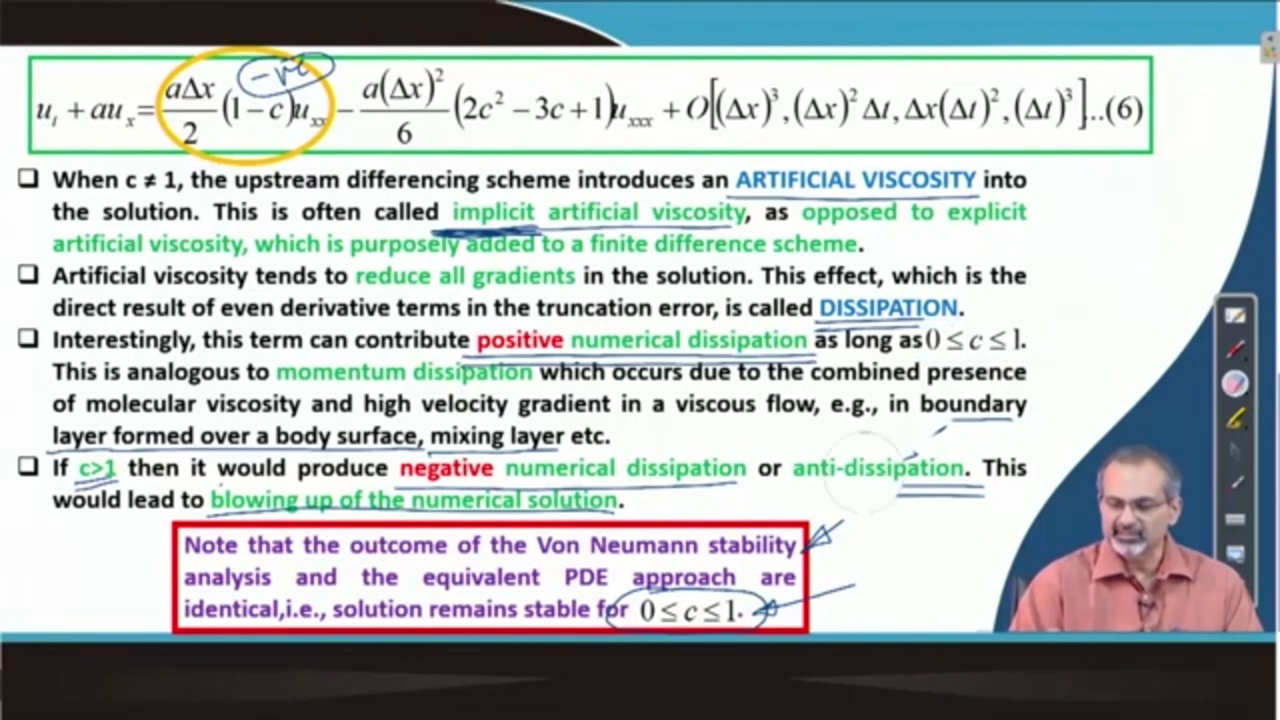 u_t + au_x = aΔx/2 (1−c)u_xx − a(Δx)²/6 (2c² − 3c + 1)u_xxx + O[(Δx)³, (Δx)² Δt, Δx(Δt)², (Δt)³]..(6)
-ve
❑ When c ≠ 1, the upstream differencing scheme introduces an ARTIFICIAL VISCOSITY into
the solution. This is often called implicit artificial viscosity, as opposed to explicit
artificial viscosity, which is purposely added to a finite difference scheme.
❑ Artificial viscosity tends to reduce all gradients in the solution. This effect, which is the
direct result of even derivative terms in the truncation error, is called DISSIPATION.
❑ Interestingly, this term can contribute positive numerical dissipation as long as 0 ≤ c ≤ 1.
This is analogous to momentum dissipation which occurs due to the combined presence
of molecular viscosity and high velocity gradient in a viscous flow, e.g., in boundary
layer formed over a body surface, mixing layer etc.
❑ If c>1 then it would produce negative numerical dissipation or anti-dissipation. This
would lead to blowing up of the numerical solution.
Note that the outcome of the Von Neumann stability
analysis and the equivalent PDE approach are
identical,i.e., solution remains stable for 0 ≤ c ≤ 1.